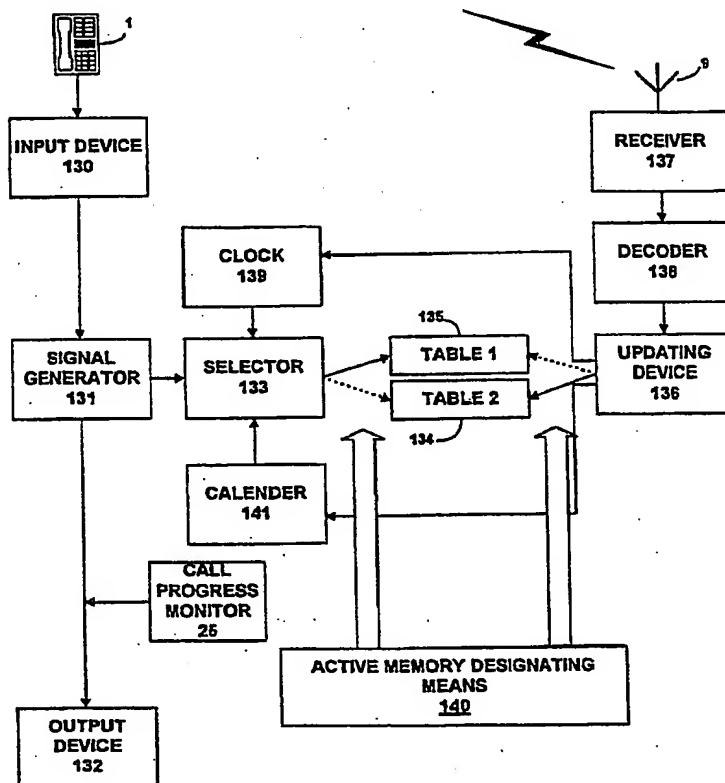 1
9
INPUT DEVICE
130
RECEIVER
137
CLOCK
139
DECODER
138
135
SIGNAL
GENERATOR
131
SELECTOR
133
TABLE 1
TABLE 2
134
UPDATING
DEVICE
136
CALENDER
141
CALL
PROGRESS
MONITOR
25
ACTIVE MEMORY DESIGNATING
MEANS
140
OUTPUT
DEVICE
132